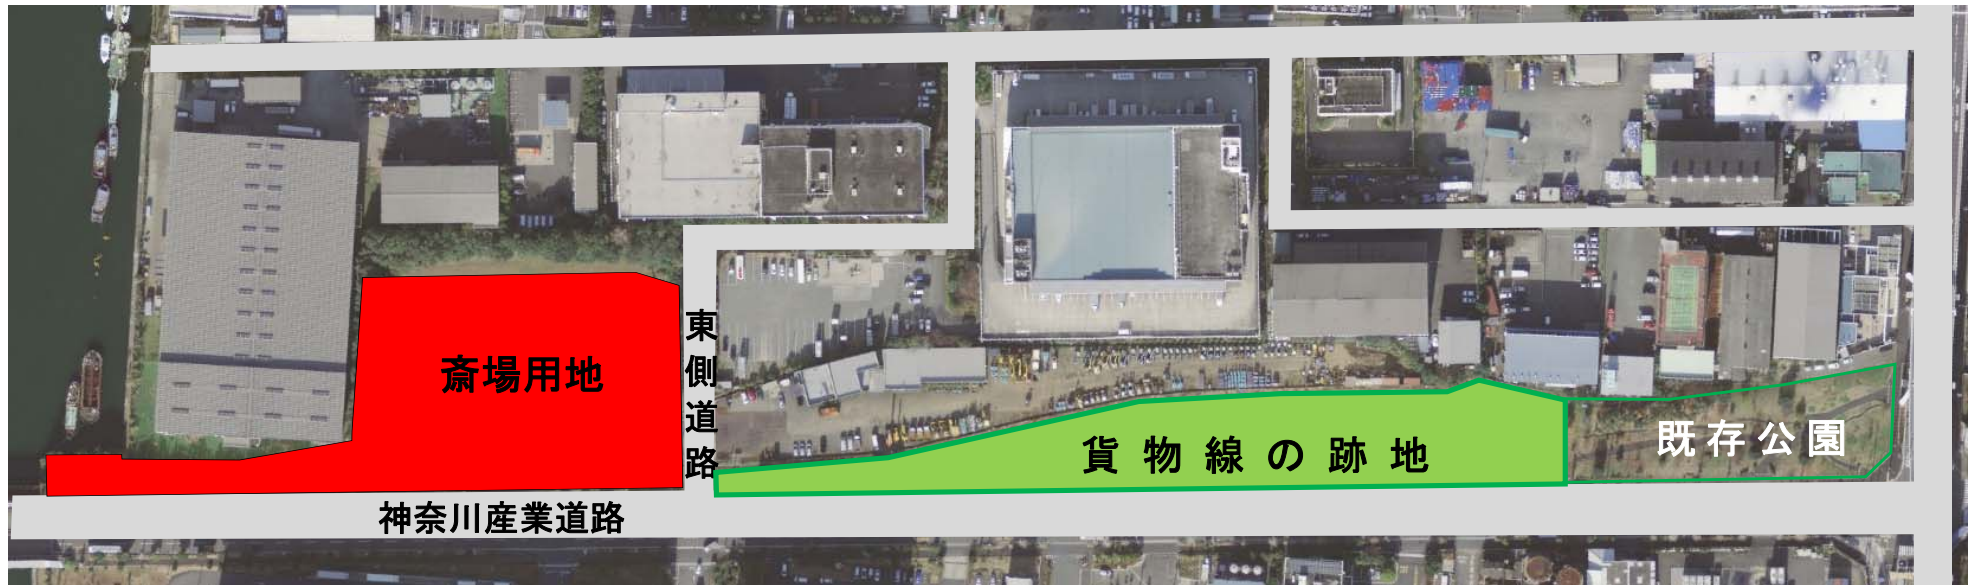 斎場用地
東側道路
貨物線の跡地
既存公園
神奈川産業道路